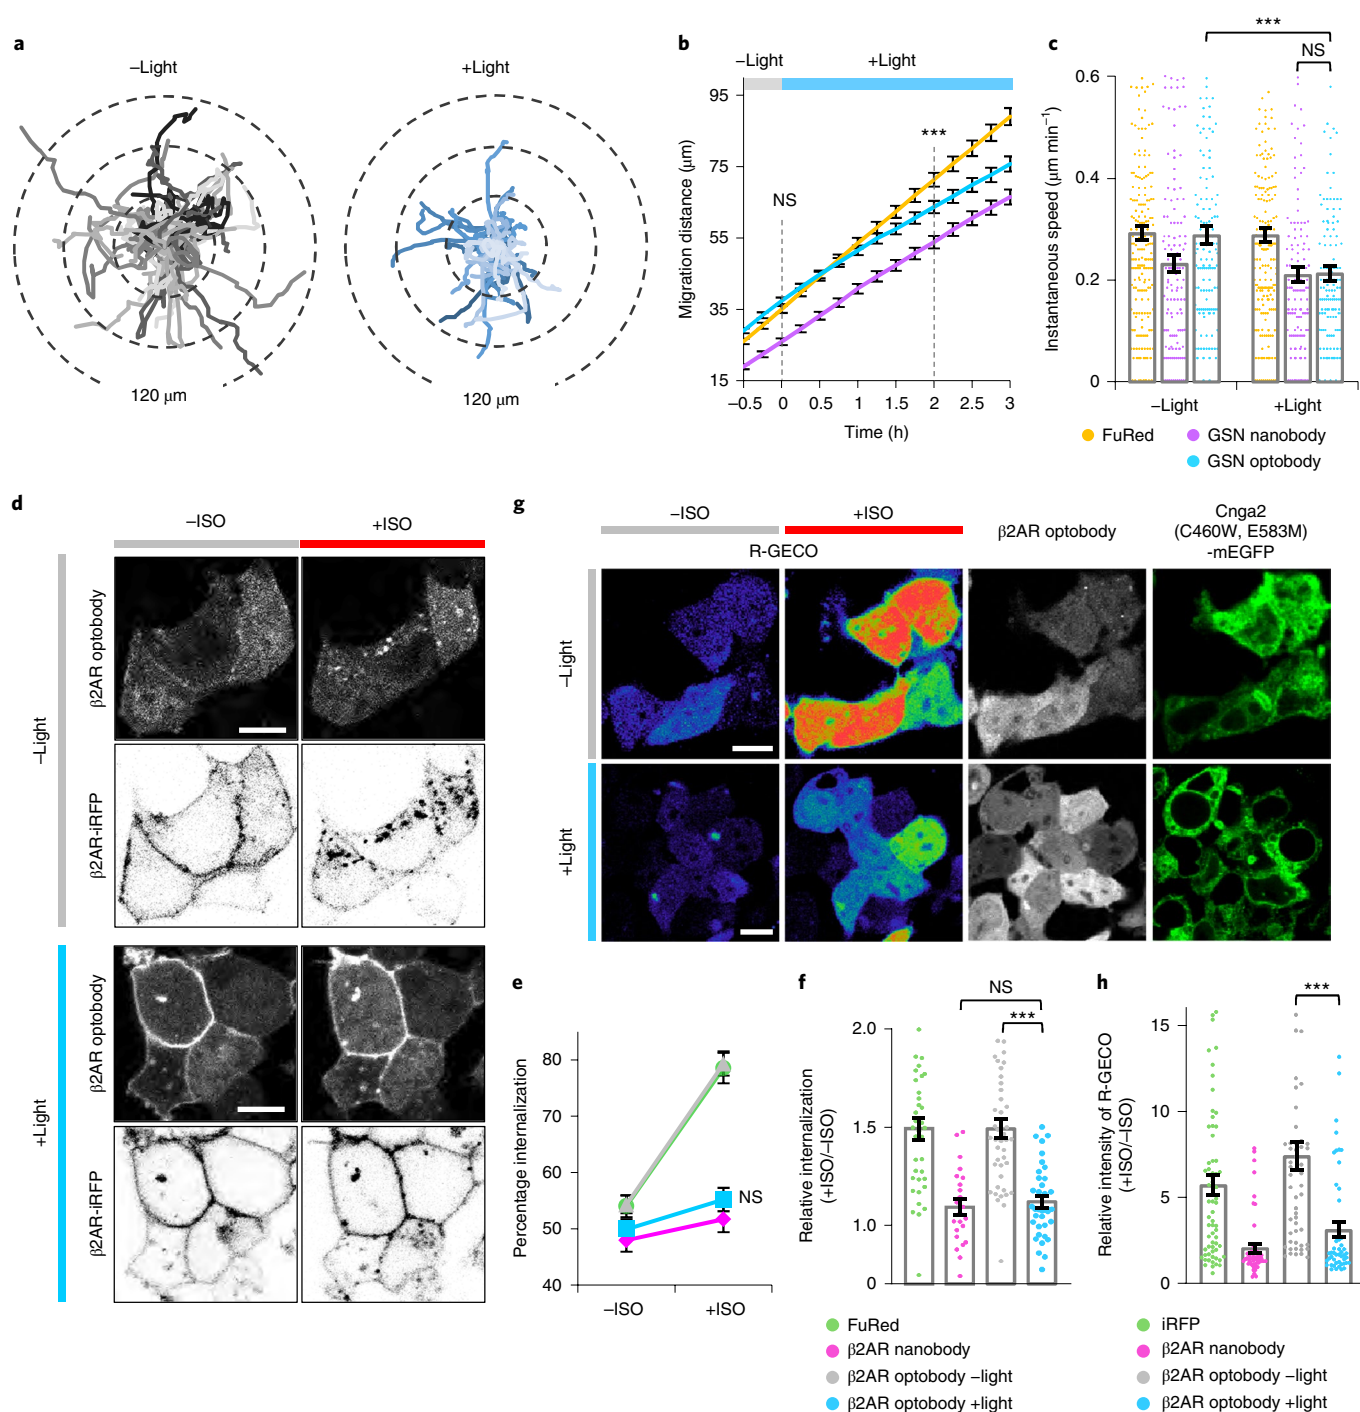 a
–Light
+Light
120 μm
120 μm
b
–Light
+Light
Migration distance (μm)
95
75
55
35
15
NS
***
–0.5
0
0.5
1
1.5
2
2.5
3
Time (h)
c
***
NS
Instantaneous speed (μm min⁻¹)
0.6
0.4
0.2
0
–Light
+Light
FuRed
GSN nanobody
GSN optobody
d
–ISO
+ISO
–Light
β2AR optobody
β2AR-iRFP
+Light
β2AR optobody
β2AR-iRFP
g
–ISO
+ISO
R-GECO
β2AR optobody
Cnga2
(C460W, E583M)
-mEGFP
–Light
+Light
e
Percentage internalization
80
70
60
50
40
NS
–ISO
+ISO
f
NS
***
Relative internalization
(+ISO/–ISO)
2.0
1.5
1.0
0
FuRed
β2AR nanobody
β2AR optobody –light
β2AR optobody +light
h
***
Relative intensity of R-GECO
(+ISO/–ISO)
15
10
5
0
iRFP
β2AR nanobody
β2AR optobody –light
β2AR optobody +light